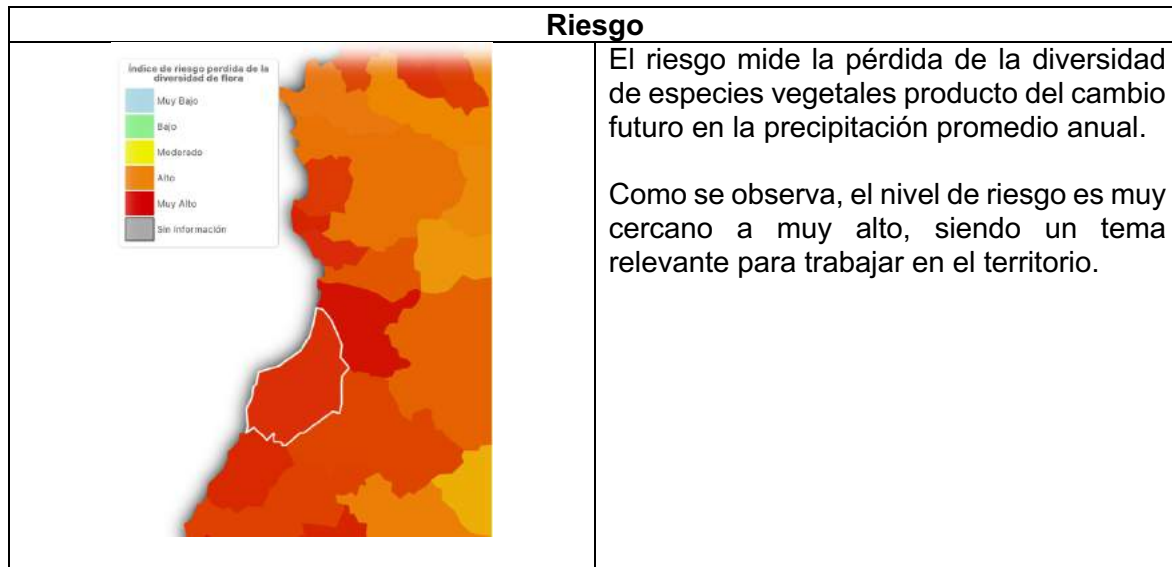 Riesgo
Índice de riesgo perdida de la
diversidad de flora
Muy Bajo
Bajo
Moderado
Alto
Muy Alto
Sin Información
El riesgo mide la pérdida de la diversidad
de especies vegetales producto del cambio
futuro en la precipitación promedio anual.
Como se observa, el nivel de riesgo es muy
cercano a muy alto, siendo un tema
relevante para trabajar en el territorio.